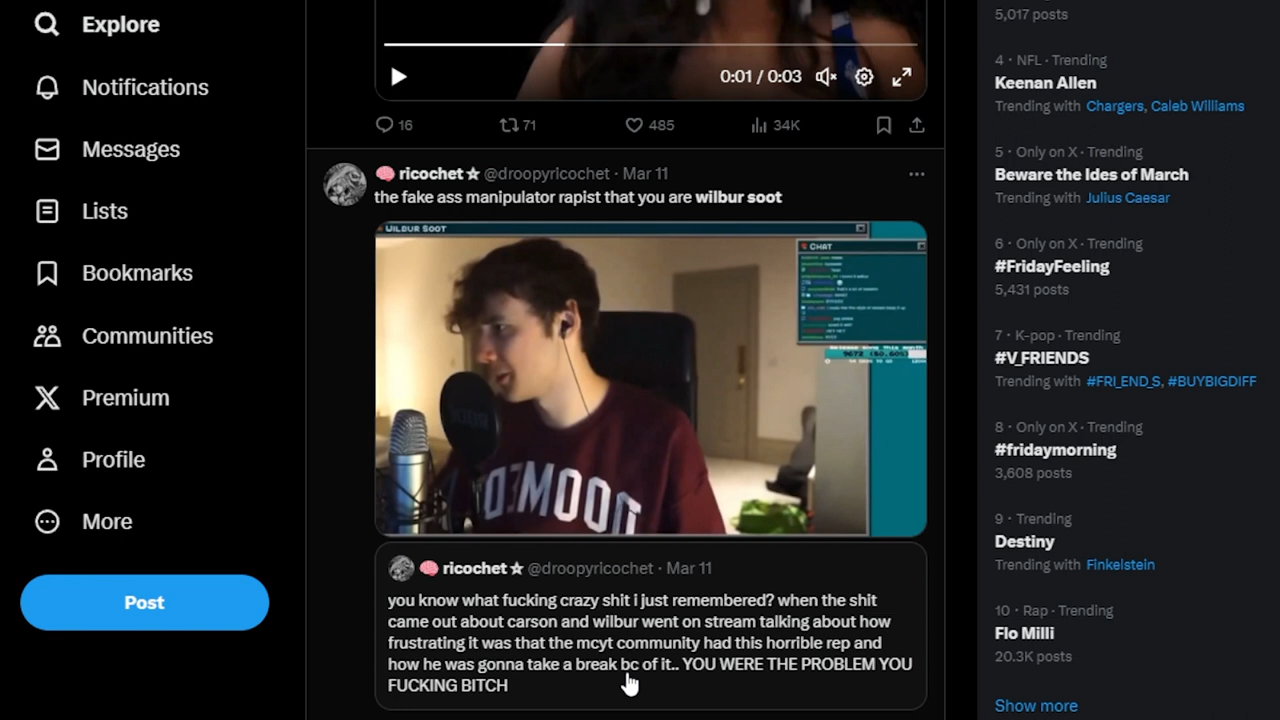 Explore
Notifications
Messages
Lists
Bookmarks
Communities
Premium
Profile
More
Post
0:01 / 0:03
16
71
485
34K
ricochet @droopyricochet · Mar 11
the fake ass manipulator rapist that you are wilbur soot
WILBUR SOOT
CHAT
9672 (80.60%)
DOOMED
ricochet @droopyricochet · Mar 11
you know what fucking crazy shit i just remembered? when the shit
came out about carson and wilbur went on stream talking about how
frustrating it was that the mcyt community had this horrible rep and
how he was gonna take a break bc of it.. YOU WERE THE PROBLEM YOU
FUCKING BITCH
5,017 posts
4 · NFL · Trending
Keenan Allen
Trending with Chargers, Caleb Williams
5 · Only on X · Trending
Beware the Ides of March
Trending with Julius Caesar
6 · Only on X · Trending
#FridayFeeling
5,431 posts
7 · K-pop · Trending
#V_FRIENDS
Trending with #FRI_END_S, #BUYBIGDIFF
8 · Only on X · Trending
#fridaymorning
3,608 posts
9 · Trending
Destiny
Trending with Finkelstein
10 · Rap · Trending
Flo Milli
20.3K posts
Show more